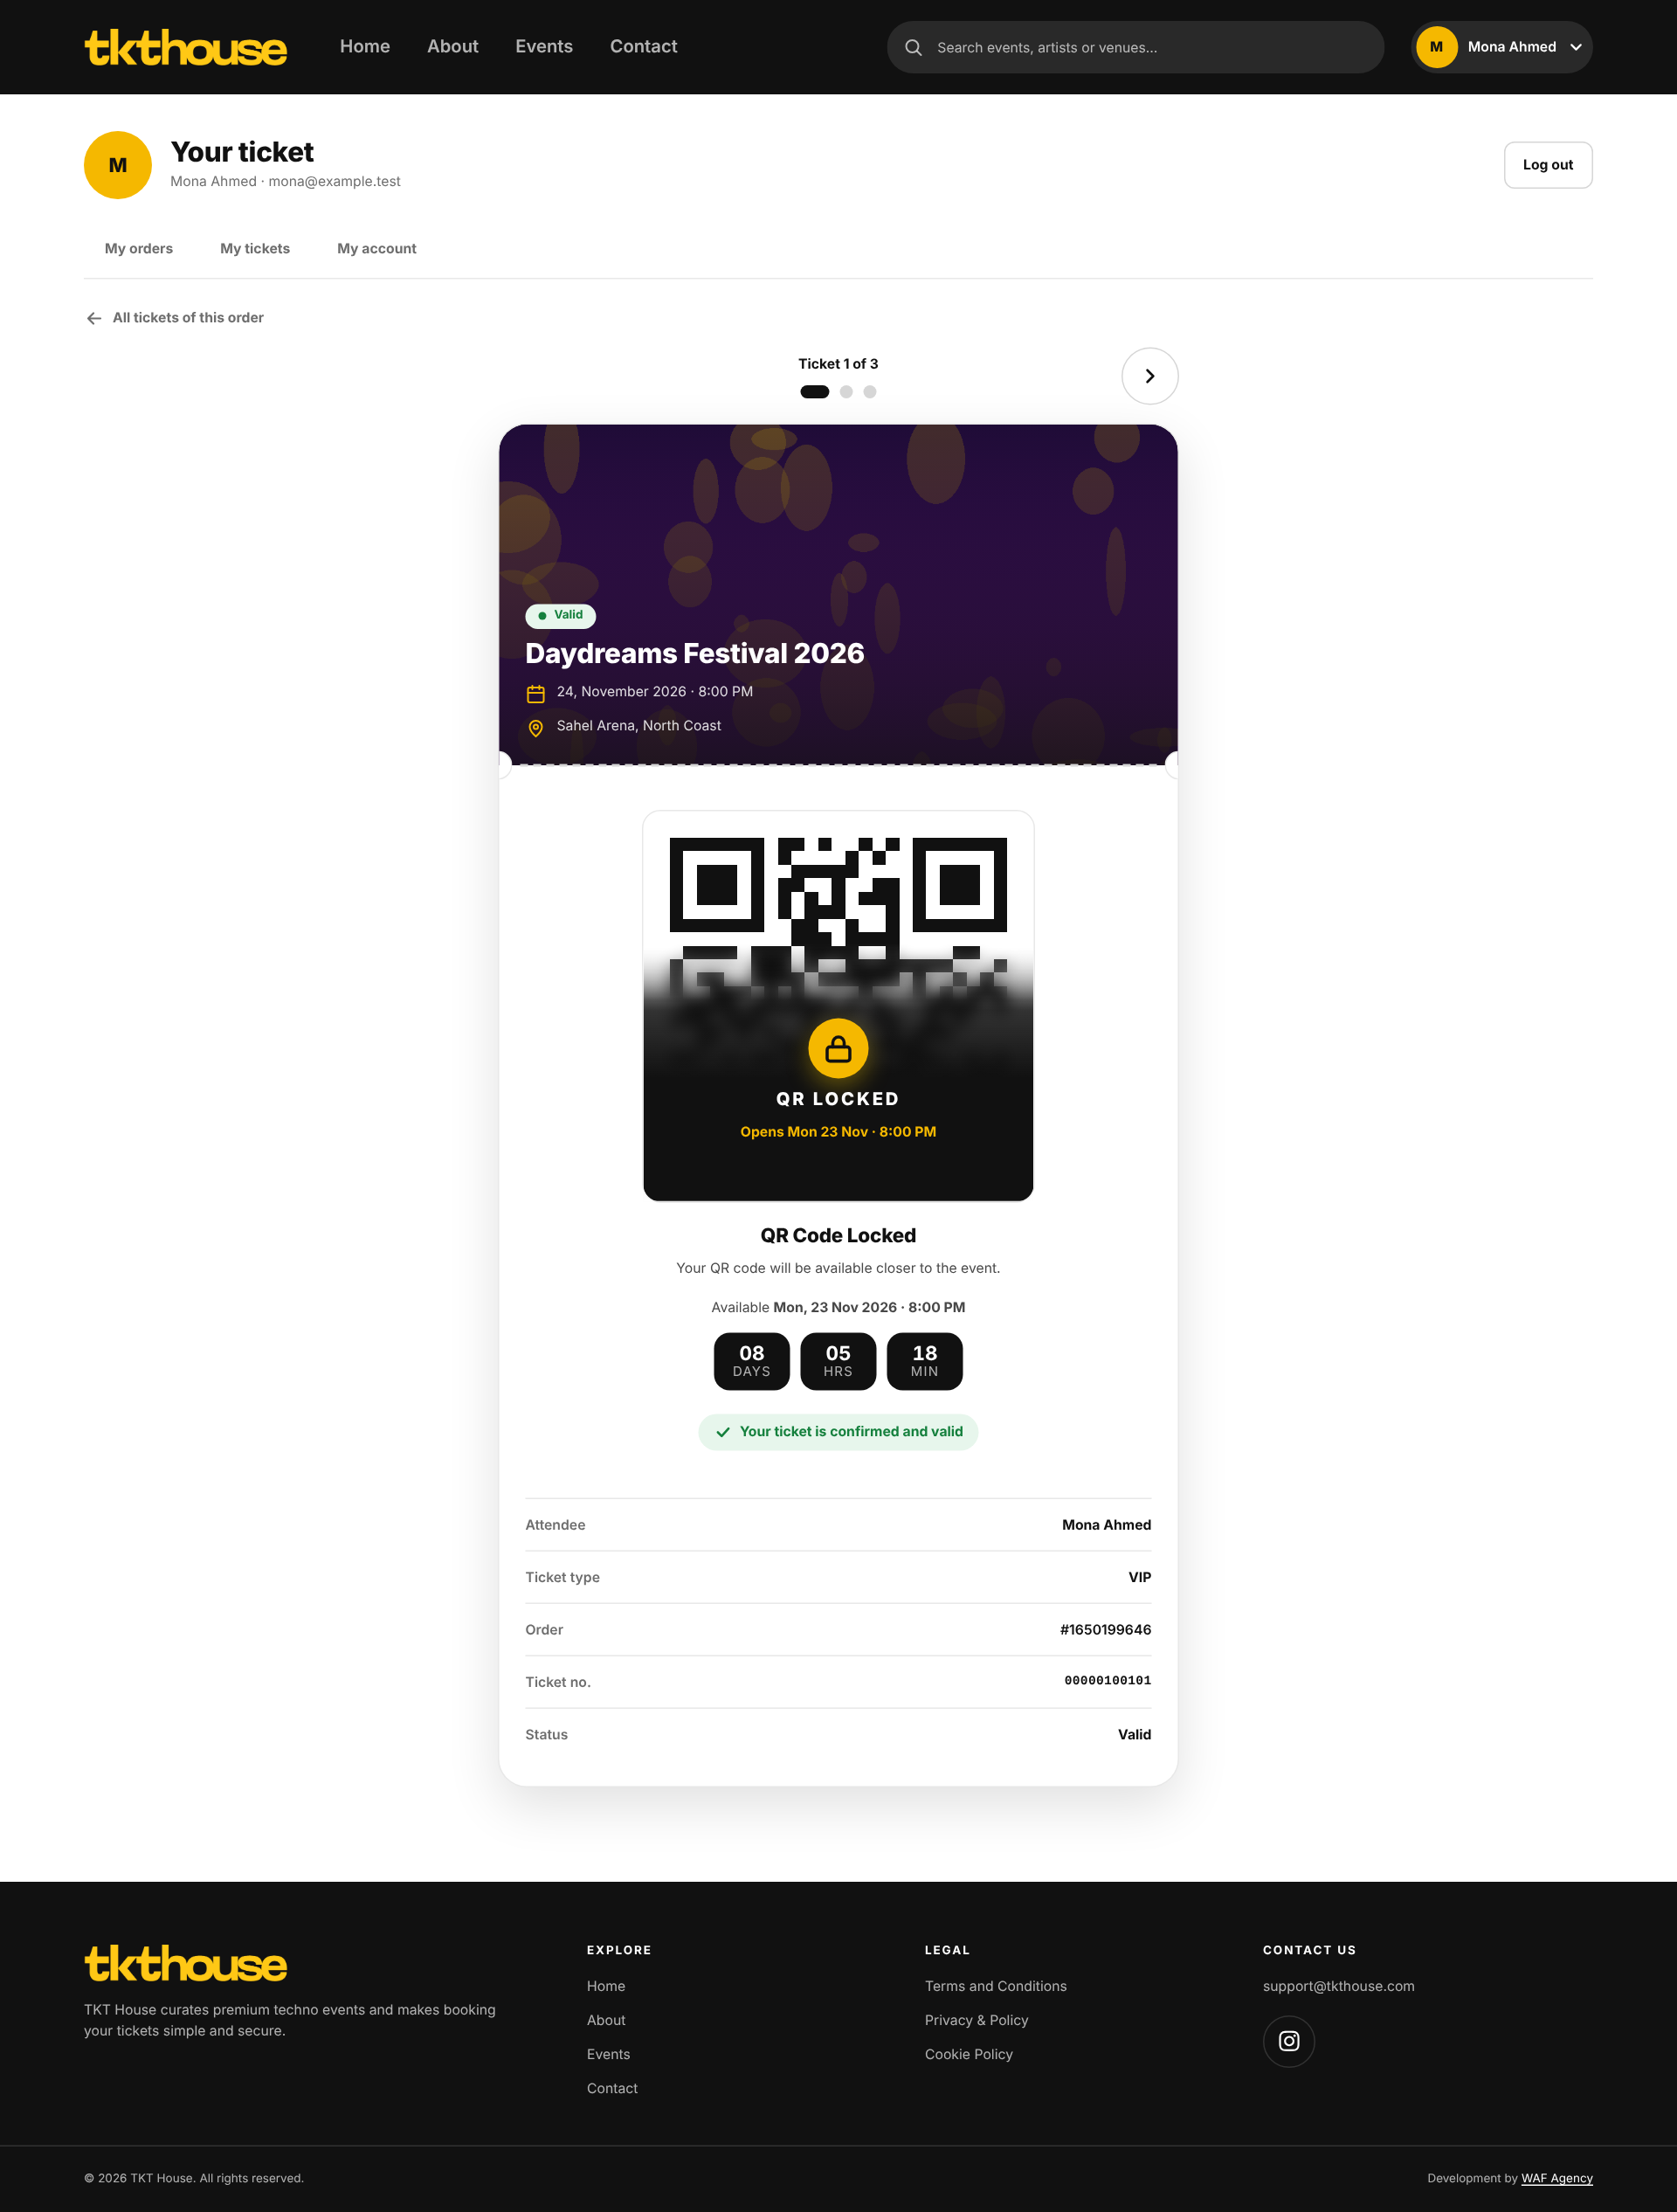 tkthouse
Home About Events Contact
Search events, artists or venues...
M Mona Ahmed
M
Your ticket
Mona Ahmed · mona@example.test
Log out
My orders My tickets My account
All tickets of this order
Ticket 1 of 3
Valid
Daydreams Festival 2026
24, November 2026 · 8:00 PM
Sahel Arena, North Coast
QR LOCKED
Opens Mon 23 Nov · 8:00 PM
QR Code Locked
Your QR code will be available closer to the event.
Available Mon, 23 Nov 2026 · 8:00 PM
08 05 18
DAYS HRS MIN
Your ticket is confirmed and valid
Attendee Mona Ahmed
Ticket type VIP
Order #1650199646
Ticket no. 00000100101
Status Valid
tkthouse
TKT House curates premium techno events and makes booking
your tickets simple and secure.
EXPLORE
Home
About
Events
Contact
LEGAL
Terms and Conditions
Privacy & Policy
Cookie Policy
CONTACT US
support@tkthouse.com
© 2026 TKT House. All rights reserved.
Development by WAF Agency